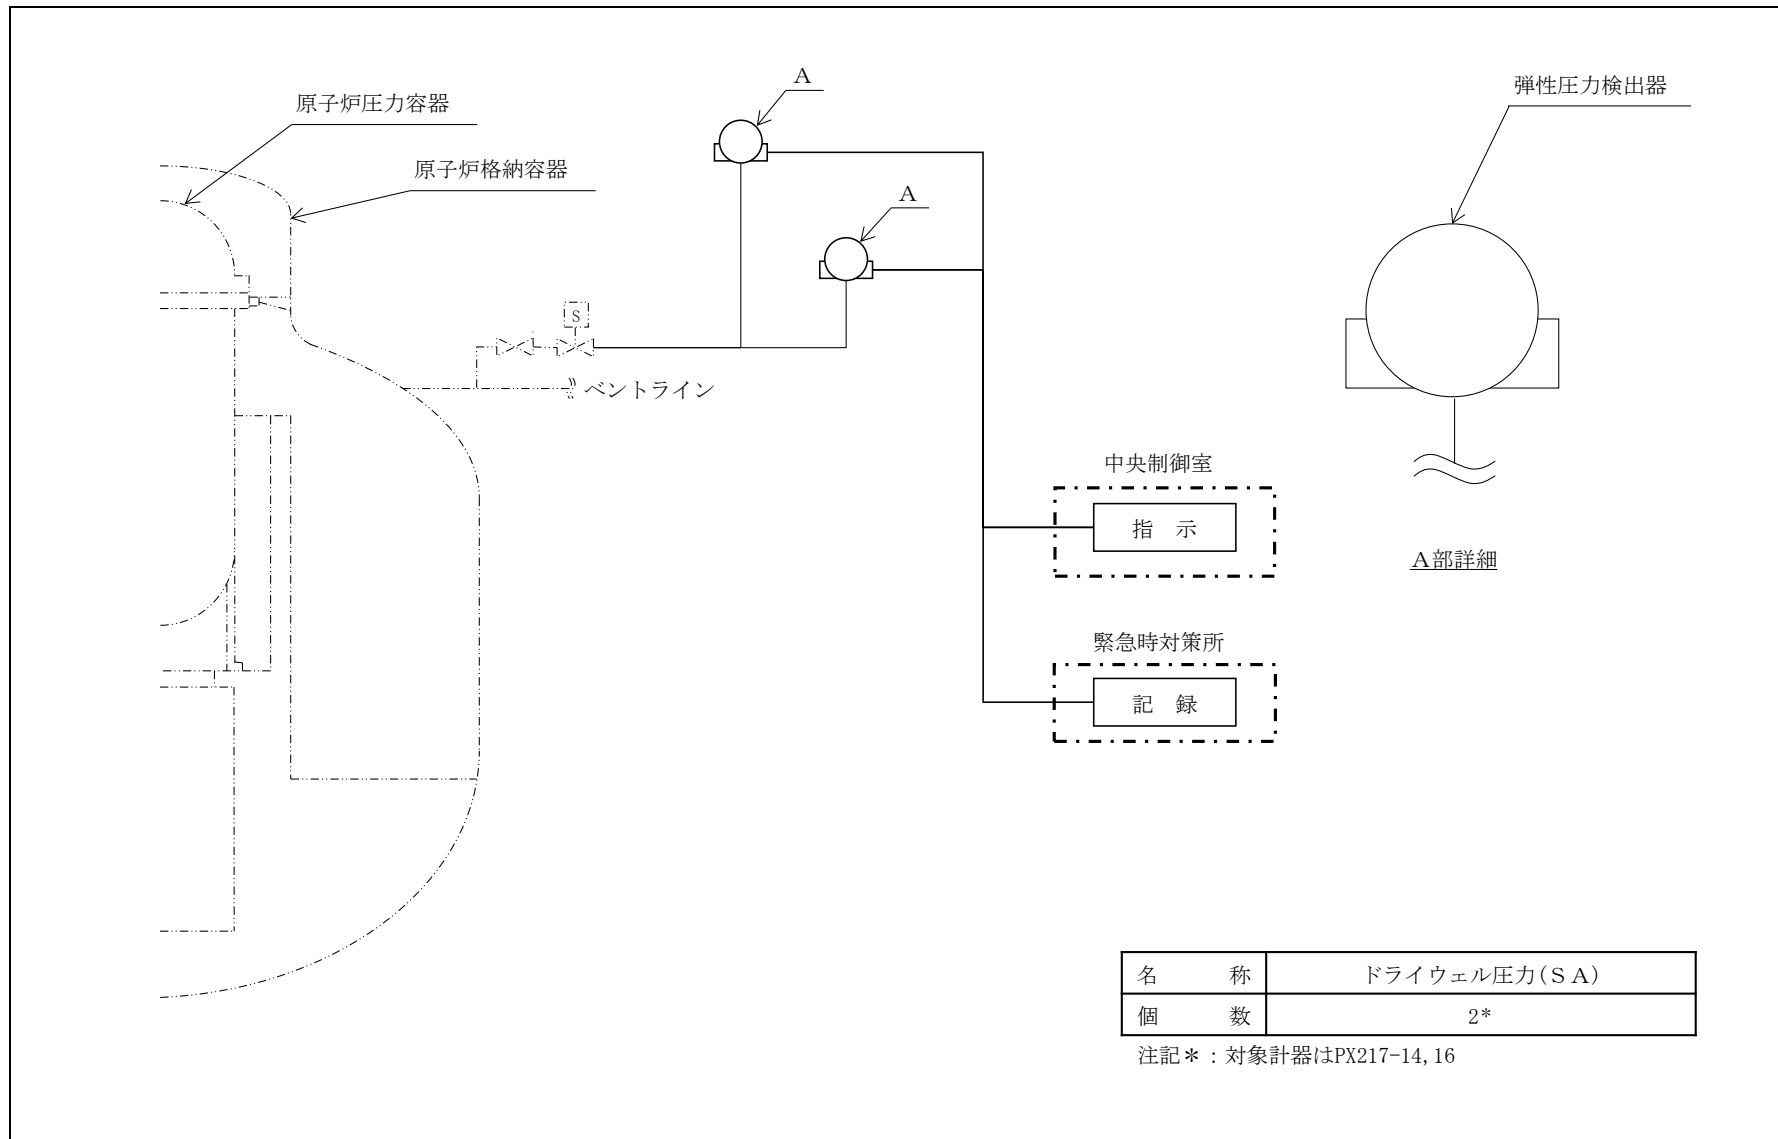 A
原子炉圧力容器
弾性圧力検出器
原子炉格納容器
A
S
ベントライン
中央制御室
指　示
A部詳細
緊急時対策所
記　録
名　称　ドライウェル圧力(ＳＡ)
個　数　2*
注記＊：対象計器はPX217-14,16